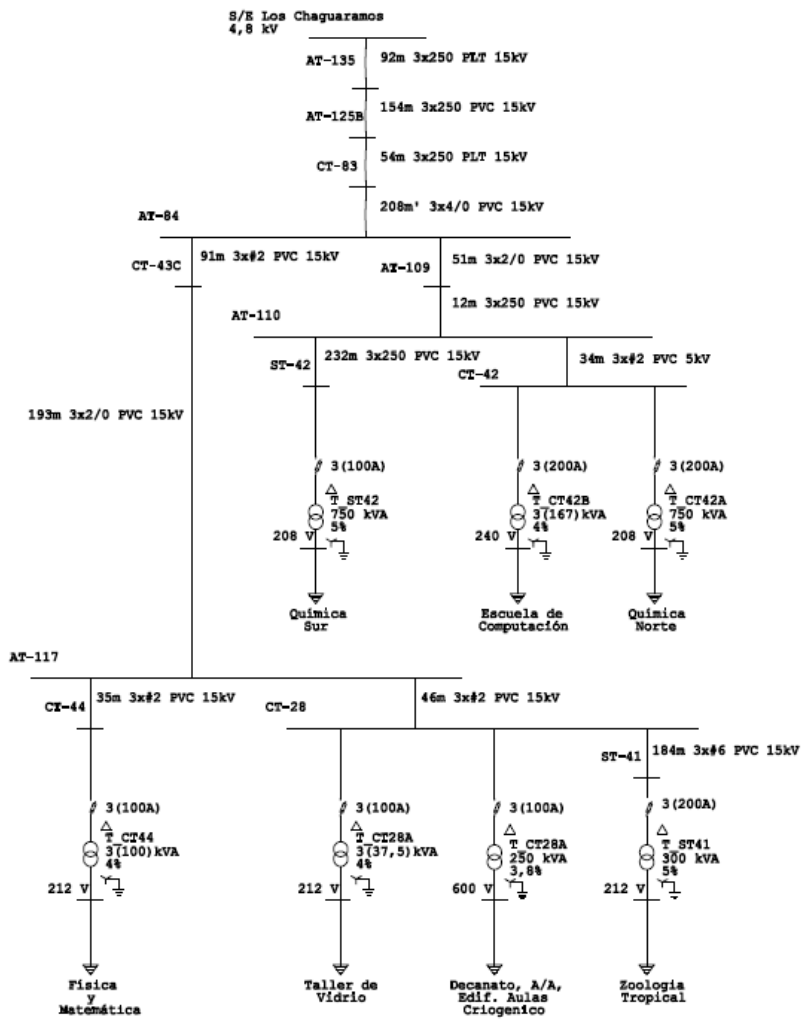 S/E Los Chaguaramos
4,8 kV
AT-135
92m 3x250 PLT 15kV
AT-125B
154m 3x250 PVC 15kV
CT-83
54m 3x250 PLT 15kV
208m' 3x4/0 PVC 15kV
AT-84
CT-43C
91m 3x#2 PVC 15kV
AT-109
51m 3x2/0 PVC 15kV
12m 3x250 PVC 15kV
AT-110
ST-42
232m 3x250 PVC 15kV
CT-42
34m 3x#2 PVC 5kV
193m 3x2/0 PVC 15kV
3(100A)
T_ST42
750 kVA
5%
208 V
Química
Sur
3(200A)
T_CT42B
3(167)kVA
4%
240 V
Escuela de
Computación
3(200A)
T_CT42A
750 kVA
5%
208 V
Química
Norte
AT-117
CT-44
35m 3x#2 PVC 15kV
CT-28
46m 3x#2 PVC 15kV
ST-41
184m 3x#6 PVC 15kV
3(100A)
T_CT44
3(100)kVA
4%
212 V
Física
y
Matemática
3(100A)
T_CT28A
3(37,5)kVA
4%
212 V
Taller de
Vidrio
3(100A)
T_CT28A
250 kVA
3,8%
600 V
Decanato, A/A,
Edif. Aulas
Criogenico
3(200A)
T_ST41
300 kVA
5%
212 V
Zoologia
Tropical